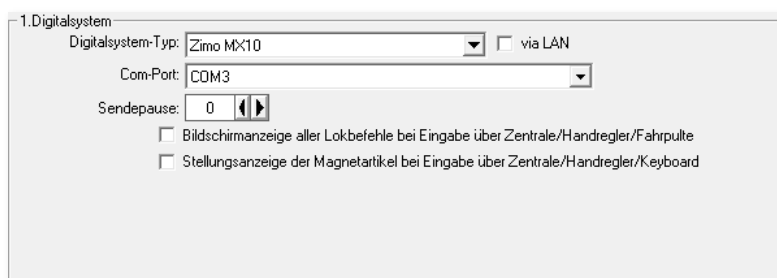 1.Digitalsystem
Digitalsystem-Typ: Zimo MX10 via LAN
Com-Port: COM3
Sendepause: 0
Bildschirmanzeige aller Lokbefehle bei Eingabe über Zentrale/Handregler/Fahrpulte
Stellungsanzeige der Magnetartikel bei Eingabe über Zentrale/Handregler/Keyboard